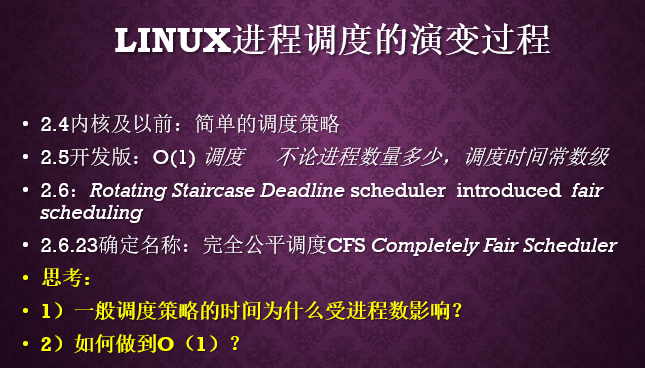 LINUX进程调度的演变过程
• 2.4内核及以前：简单的调度策略
• 2.5开发版：O(1) 调度 不论进程数量多少，调度时间常数级
• 2.6：Rotating Staircase Deadline scheduler introduced fair
scheduling
• 2.6.23确定名称：完全公平调度CFS Completely Fair Scheduler
• 思考：
• 1）一般调度策略的时间为什么受进程数影响？
• 2）如何做到O（1）？